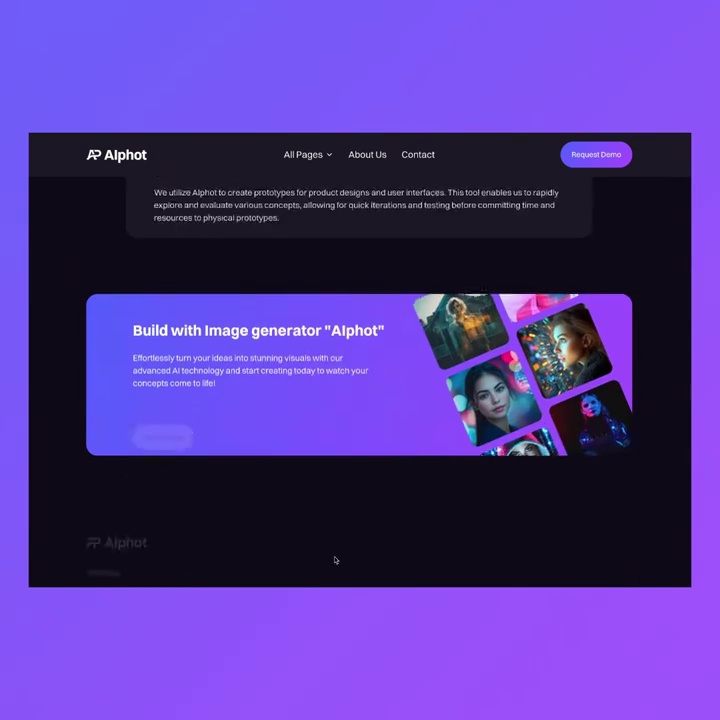 Alphot
All Pages
About Us
Contact
Request Demo
We utilize Alphot to create prototypes for product designs and user interfaces. This tool enables us to rapidly
explore and evaluate various concepts, allowing for quick iterations and testing before committing time and
resources to physical prototypes.
Build with Image generator "Alphot"
Effortlessly turn your ideas into stunning visuals with our
advanced AI technology and start creating today to watch your
concepts come to life!
Alphot